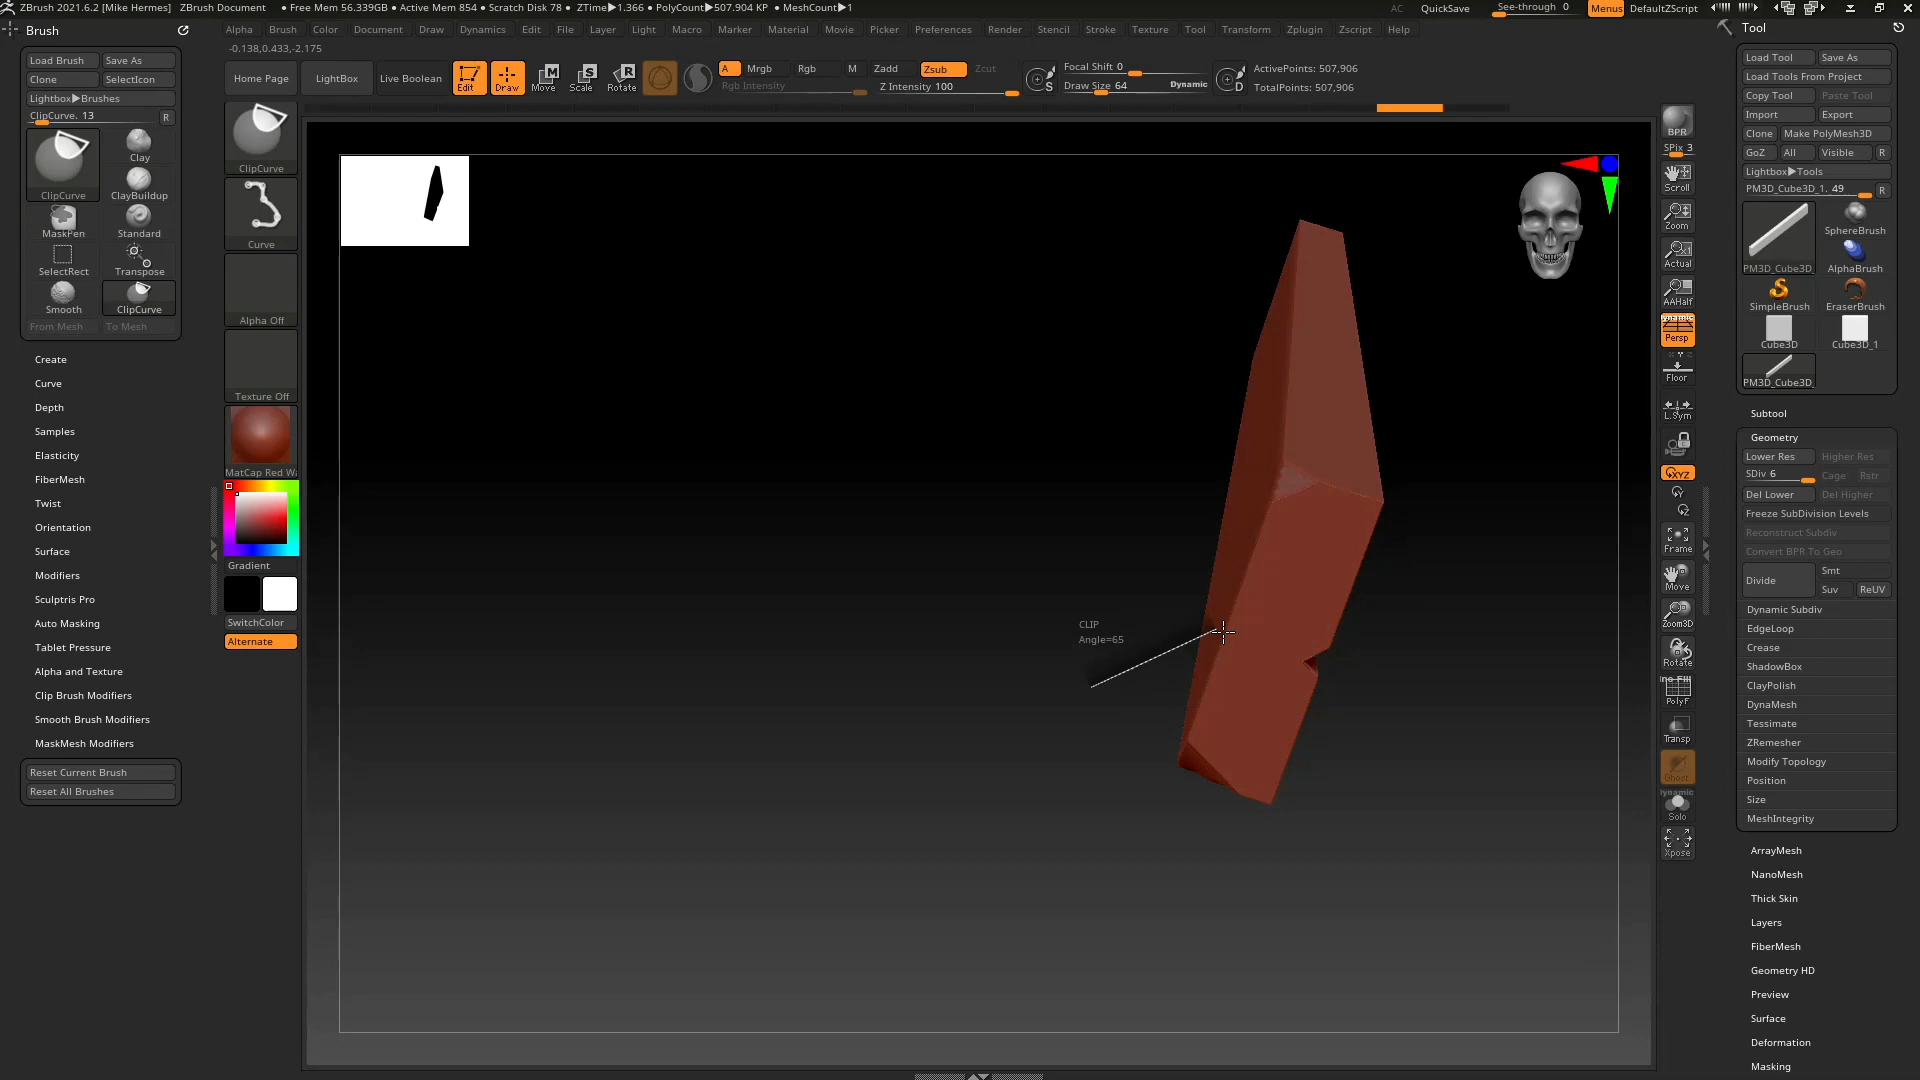 ZBrush 2021.6.2 [Mike Hermes] ZBrush Document • Free Mem 56.339GB • Active Mem 854 • Scratch Disk 78 • ZTime▶1.366 • PolyCount▶507.904 KP • MeshCount▶1 AC QuickSave See-through 0 Menus DefaultZScript
Brush
Alpha Brush Color Document Draw Dynamics Edit File Layer Light Macro Marker Material Movie Picker Preferences Render Stencil Stroke Texture Tool Transform Zplugin Zscript Help
Tool
-0.138,0.433,-2.175
Load Brush Save As
Clone SelectIcon
Lightbox▶Brushes
ClipCurve. 13 R
ClipCurve
Clay
ClayBuildup
MaskPen Standard
SelectRect Transpose
Smooth ClipCurve
From Mesh To Mesh
Create
Curve
Depth
Samples
Elasticity
FiberMesh
Twist
Orientation
Surface
Modifiers
Sculptris Pro
Auto Masking
Tablet Pressure
Alpha and Texture
Clip Brush Modifiers
Smooth Brush Modifiers
MaskMesh Modifiers
Reset Current Brush
Reset All Brushes
Home Page LightBox Live Boolean Edit Draw Move Scale Rotate
A Mrgb Rgb M Zadd Zsub Zcut
Rgb Intensity Z Intensity 100
Focal Shift 0
Draw Size 64 Dynamic
S D
ActivePoints: 507,906
TotalPoints: 507,906
ClipCurve
Curve
Alpha Off
Texture Off
MatCap Red Wa
Gradient
SwitchColor
Alternate
CLIP
Angle=65
BPR
SPix 3
Scroll
Zoom
Actual
AAHalf
Dynamic
Persp
Floor
L.Sym
XYZ
Y
Z
Frame
Move
Zoom3D
Rotate
PolyF
Transp
Ghost
Dynamic
Solo
Xpose
Load Tool Save As
Load Tools From Project
Copy Tool Paste Tool
Import Export
Clone Make PolyMesh3D
GoZ All Visible R
Lightbox▶Tools
PM3D_Cube3D_1. 49 R
PM3D_Cube3D_
SphereBrush
AlphaBrush
SimpleBrush EraserBrush
Cube3D Cube3D_1
PM3D_Cube3D_
Subtool
Geometry
Lower Res Higher Res
SDiv 6 Cage Rstr
Del Lower Del Higher
Freeze SubDivision Levels
Reconstruct Subdiv
Convert BPR To Geo
Divide Smt
Suv ReUV
Dynamic Subdiv
EdgeLoop
Crease
ShadowBox
ClayPolish
DynaMesh
Tessimate
ZRemesher
Modify Topology
Position
Size
MeshIntegrity
ArrayMesh
NanoMesh
Thick Skin
Layers
FiberMesh
Geometry HD
Preview
Surface
Deformation
Masking